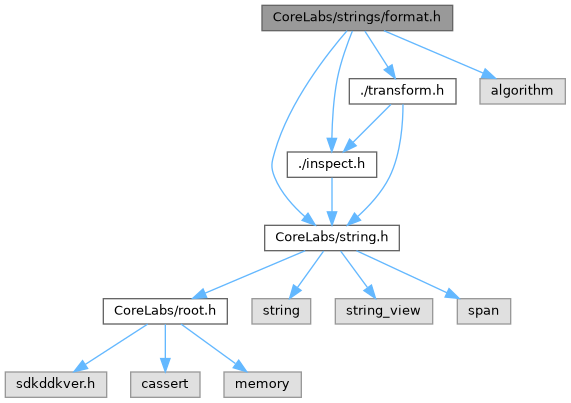 CoreLabs/strings/format.h
./transform.h
algorithm
./inspect.h
CoreLabs/string.h
CoreLabs/root.h
string
string_view
span
sdkddkver.h
cassert
memory